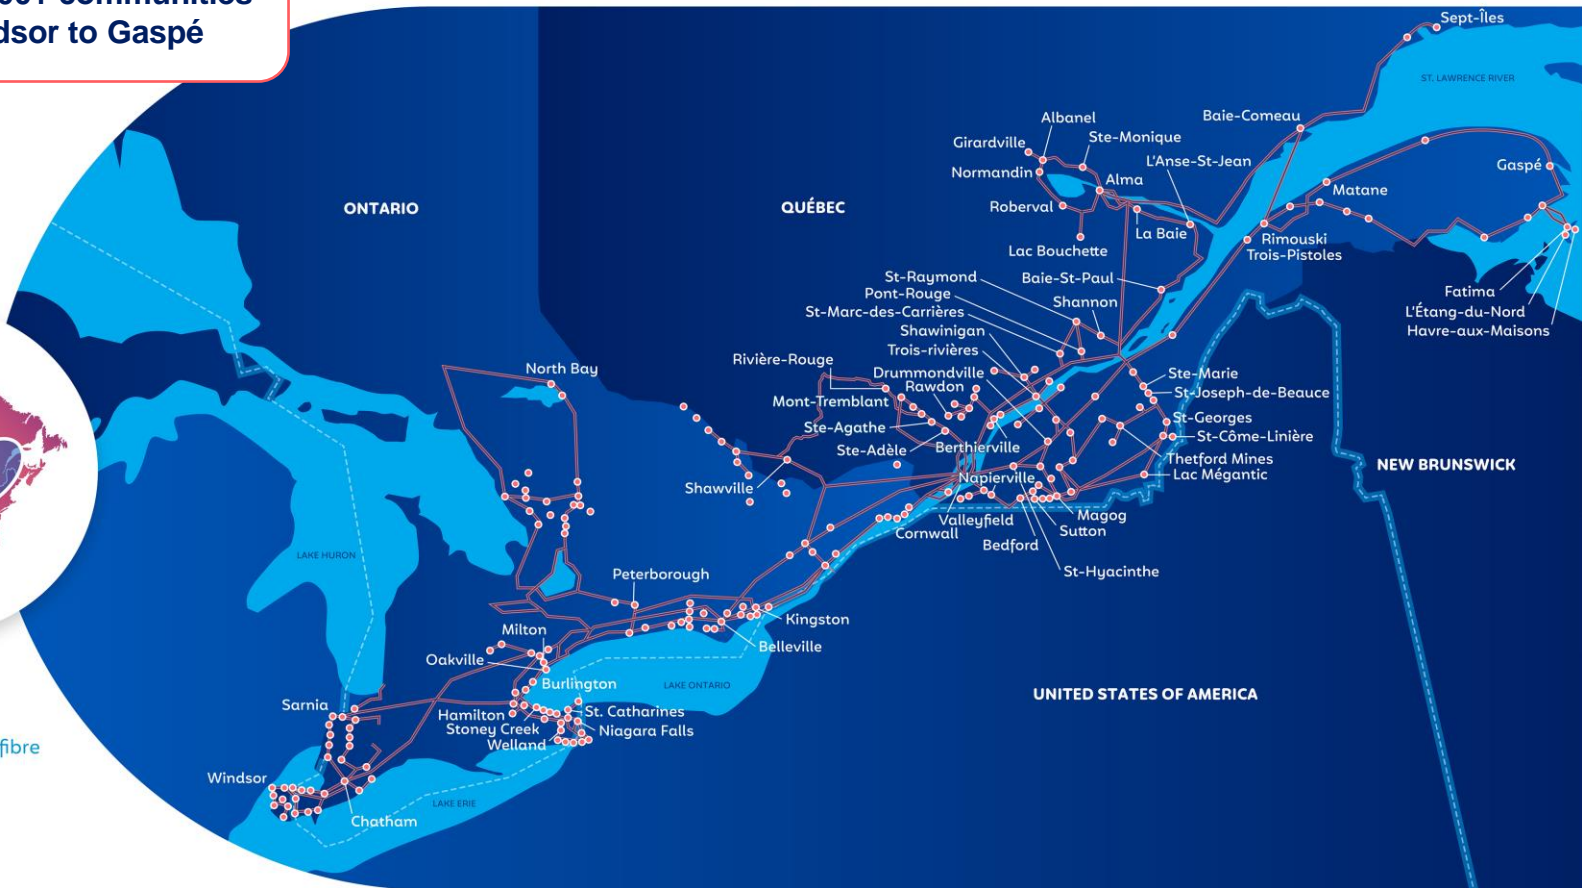 communities
dsor to Gaspé
Sept-Îles
ST. LAWRENCE RIVER
Albanel
Baie-Comeau
Girardville
Ste-Monique
L'Anse-St-Jean
Gaspé
Normandin
Alma
Matane
ONTARIO
QUÉBEC
Roberval
La Baie
Rimouski
Lac Bouchette
Trois-Pistoles
St-Raymond
Baie-St-Paul
Pont-Rouge
Shannon
Fatima
St-Marc-des-Carrières
L'Étang-du-Nord
Shawinigan
Havre-aux-Maisons
Trois-rivières
Rivière-Rouge
North Bay
Drummondville
Ste-Marie
Rawdon
St-Joseph-de-Beauce
Mont-Tremblant
St-Georges
Ste-Agathe
St-Côme-Linière
Ste-Adèle
Berthierville
Thetford Mines
NEW BRUNSWICK
Lac Mégantic
Shawville
Napierville
Valleyfield
Magog
Cornwall
Sutton
Bedford
LAKE HURON
St-Hyacinthe
Peterborough
Kingston
Milton
Belleville
Oakville
Burlington
LAKE ONTARIO
UNITED STATES OF AMERICA
Sarnia
Hamilton
St. Catharines
Stoney Creek
Niagara Falls
Welland
fibre
Windsor
LAKE ERIE
Chatham